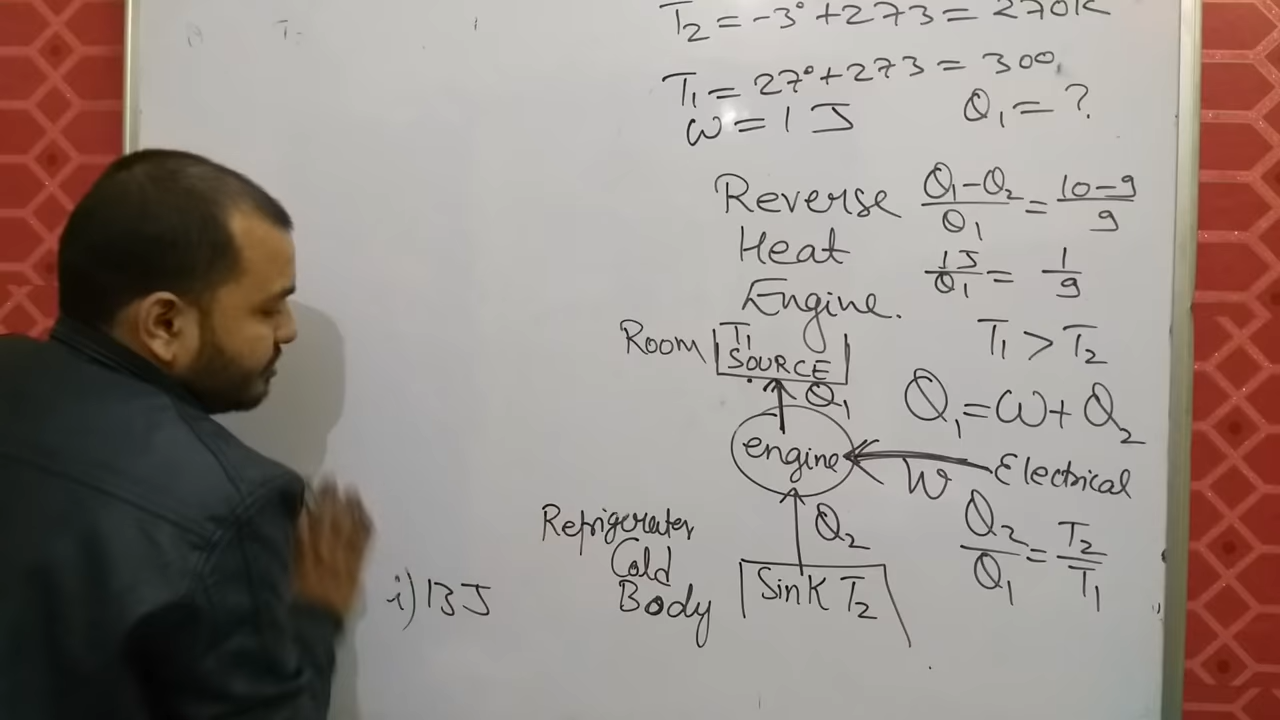 T₂ = -3° + 273 = 270K
T₁ = 27° + 273 = 300
W = 1 J Q₁ = ?
Reverse
Heat
Engine.
(Q₁-Q₂)/Q₁ = (10-9)/9
1J/Q₁ = 1/9
T₁ > T₂
Room
T₁
SOURCE
Q₁
Q₁ = W + Q₂
engine
W
Electrical
Refrigerater
Cold
Body
Q₂
Q₂/Q₁ = T₂/T₁
Sink T₂
i) 13J